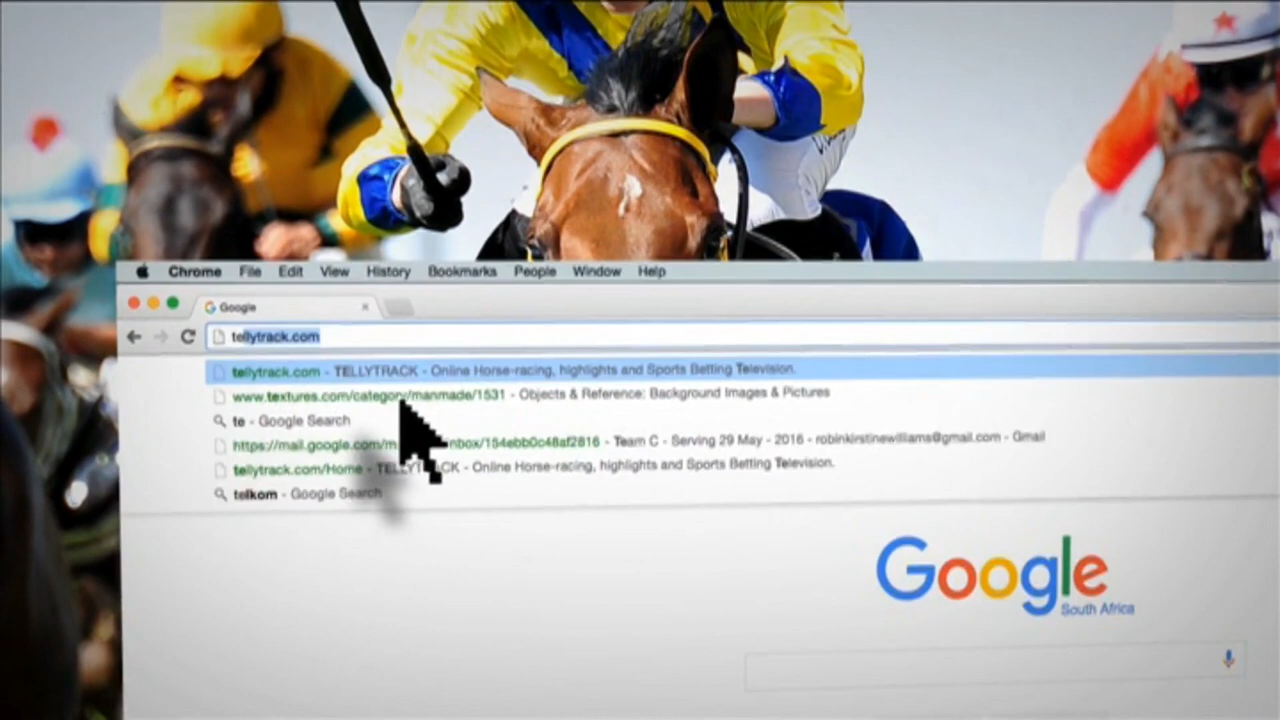 Chrome File Edit View History Bookmarks People Window Help
Google
tellytrack.com
tellytrack.com - TELLYTRACK - Online Horse-racing, highlights and Sports Betting Television.
www.textures.com/category/manmade/1531 - Objects & Reference: Background Images & Pictures
te - Google Search
https://mail.google.com/m nbox/154ebb0c48af2816 - Team C - Serving 29 May - 2016 - robinkirstinewilliams@gmail.com - Gmail
tellytrack.com/Home - TELLYTRACK - Online Horse-racing, highlights and Sports Betting Television.
telkom - Google Search
Google
South Africa